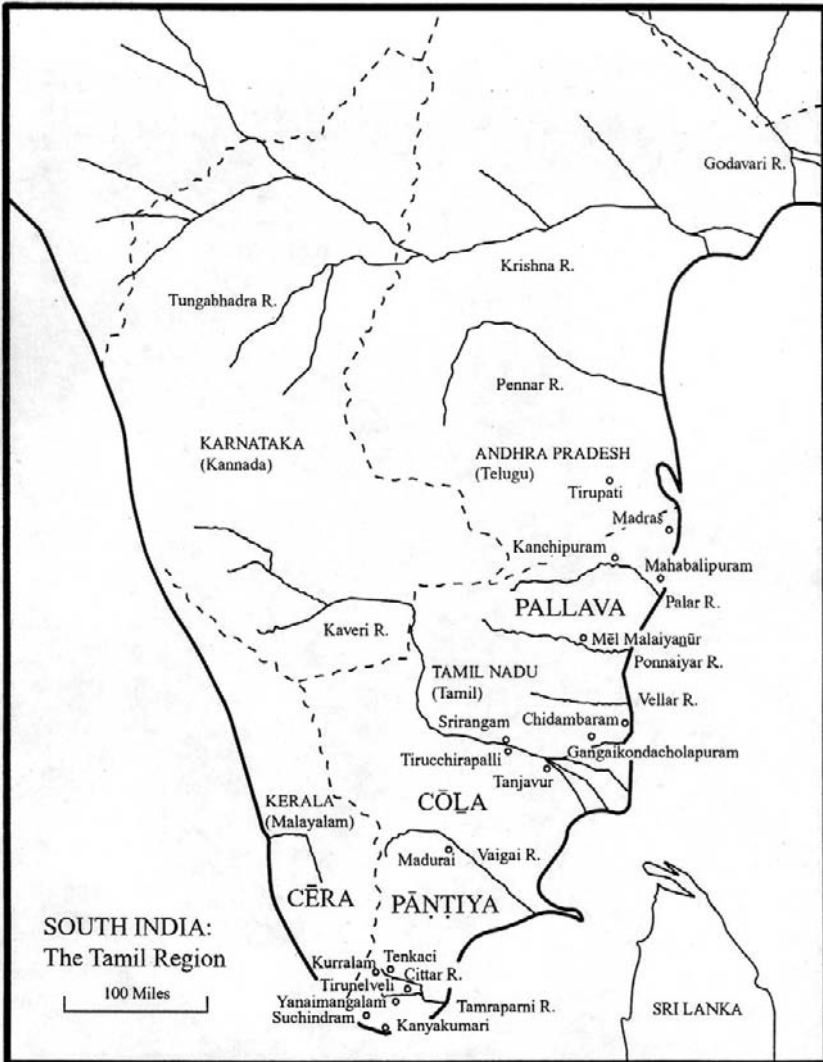 Godavari R.
Krishna R.
Tungabhadra R.
Pennar R.
KARNATAKA
(Kannada)
ANDHRA PRADESH
(Telugu)
Tirupati
Madras
Kanchipuram
Mahabalipuram
PALLAVA
Palar R.
Kaveri R.
Mēl Malaiyaṉūr
Ponnaiyar R.
TAMIL NADU
(Tamil)
Vellar R.
Srirangam
Chidambaram
Tirucchirapalli
Gangaikondacholapuram
Tanjavur
CŌḺA
KERALA
(Malayalam)
Madurai
Vaigai R.
CĒRA
PĀṆṬIYA
SOUTH INDIA:
The Tamil Region
100 Miles
Kurralam
Tenkaci
Cittar R.
Tirunelveli
Yanaimangalam
Tamraparni R.
Suchindram
Kanyakumari
SRI LANKA